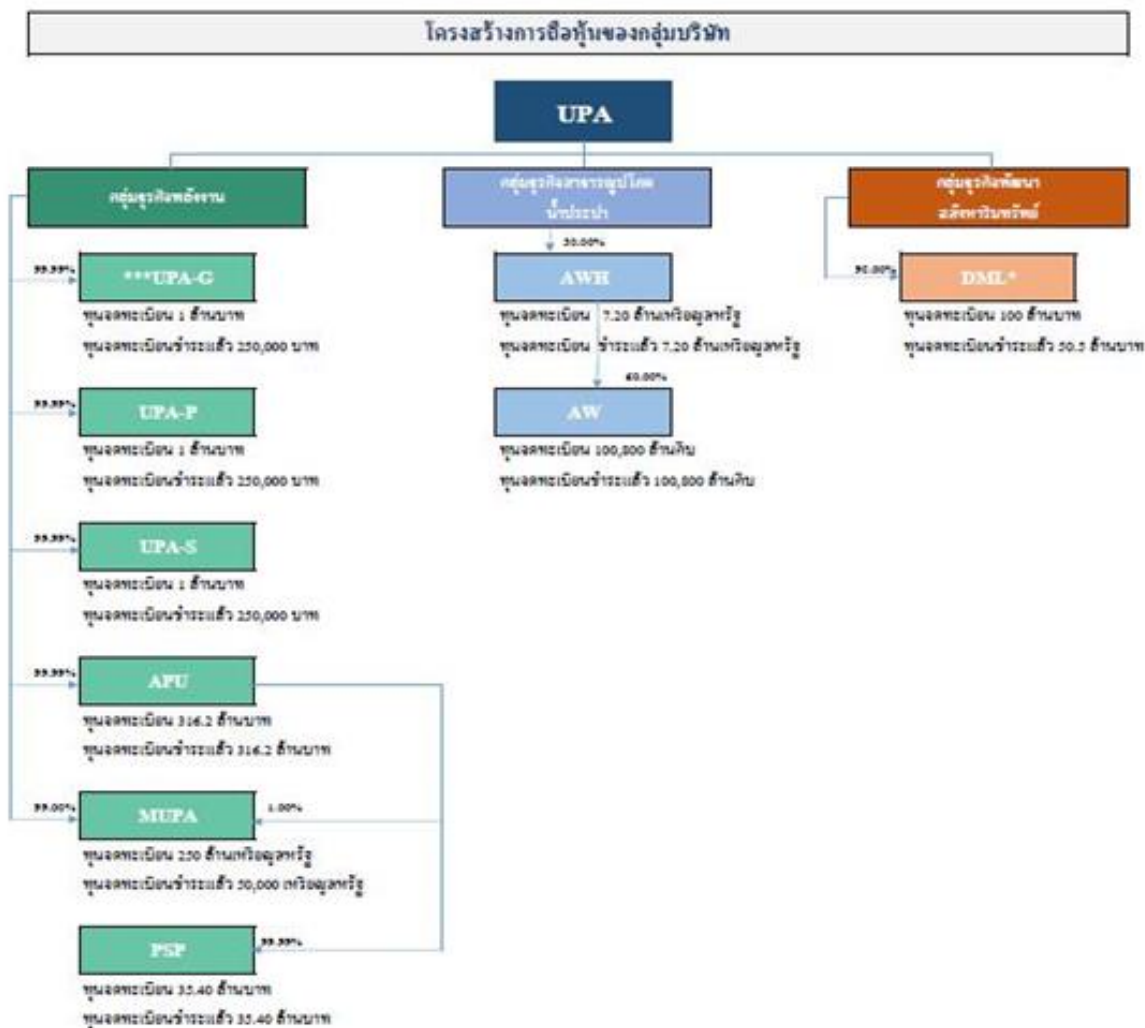 โครงสร้างการถือหุ้นของกลุ่มบริษัท
UPA
กลุ่มธุรกิจพลังงาน
99.99%
***UPA-G
ทุนจดทะเบียน 1 ล้านบาท
ทุนจดทะเบียนชำระแล้ว 250,000 บาท
99.99%
UPA-P
ทุนจดทะเบียน 1 ล้านบาท
ทุนจดทะเบียนชำระแล้ว 250,000 บาท
99.99%
UPA-S
ทุนจดทะเบียน 1 ล้านบาท
ทุนจดทะเบียนชำระแล้ว 250,000 บาท
99.99%
APU
ทุนจดทะเบียน 316.2 ล้านบาท
ทุนจดทะเบียนชำระแล้ว 316.2 ล้านบาท
99.00%
MUPA
1.00%
ทุนจดทะเบียน 250 ล้านเหรียญสหรัฐ
ทุนจดทะเบียนชำระแล้ว 50,000 เหรียญสหรัฐ
PSP
99.99%
ทุนจดทะเบียน 35.40 ล้านบาท
ทุนจดทะเบียนชำระแล้ว 35.40 ล้านบาท
กลุ่มธุรกิจสาธารณูปโภค
น้ำประปา
AWH
ทุนจดทะเบียน 7.20 ล้านเหรียญสหรัฐ
ทุนจดทะเบียน ชำระแล้ว 7.20 ล้านเหรียญสหรัฐ
60.00%
AW
ทุนจดทะเบียน 100,800 ล้านกีบ
ทุนจดทะเบียนชำระแล้ว 100,800 ล้านกีบ
กลุ่มธุรกิจพัฒนา
อสังหาริมทรัพย์
DML*
ทุนจดทะเบียน 100 ล้านบาท
ทุนจดทะเบียนชำระแล้ว 50.5 ล้านบาท